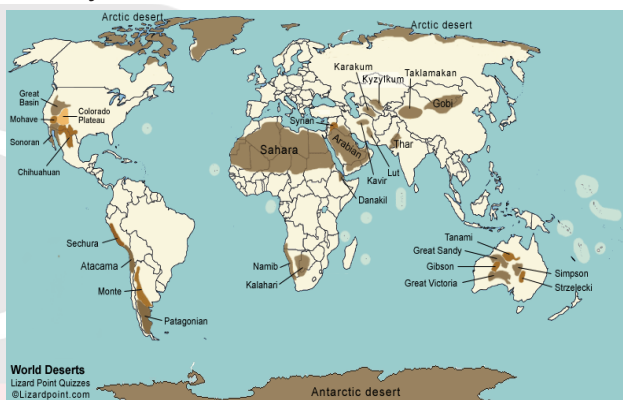 Arctic desert
Arctic desert
Karakum
Taklamakan
Kyzylkum
Great
Basin
Gobi
Colorado
Plateau
Mohave
Syrian
Sonoran
Sahara
Arabian
Thar
Chihuahuan
Lut
Kavir
Danakil
Tanami
Sechura
Great Sandy
Atacama
Namib
Gibson
Simpson
Kalahari
Monte
Great Victoria
Strzelecki
Patagonian
World Deserts
Lizard Point Quizzes
©Lizardpoint.com
Antarctic desert